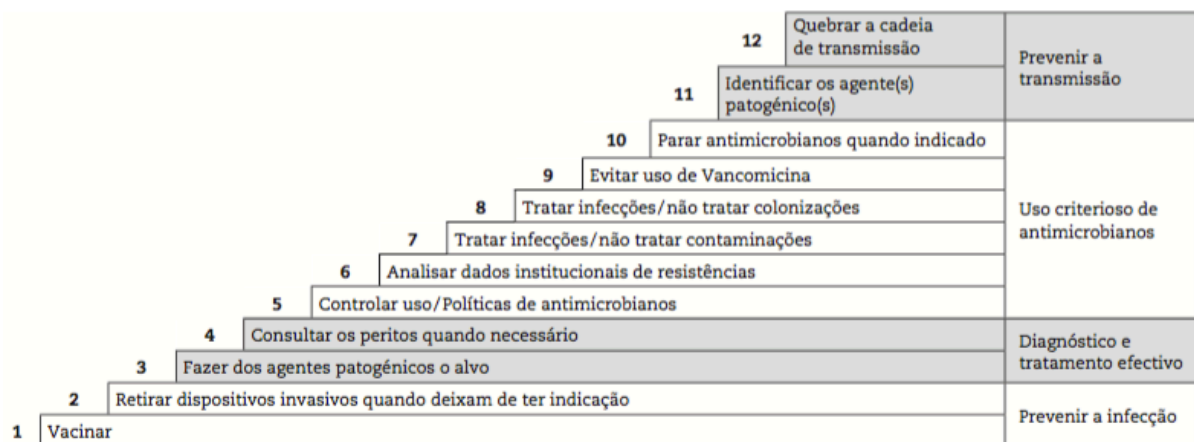 12 Quebrar a cadeia
de transmissão
Prevenir a
transmissão
11 Identificar os agente(s)
patogénico(s)
10 Parar antimicrobianos quando indicado
9 Evitar uso de Vancomicina
8 Tratar infecções/não tratar colonizações
Uso criterioso de
antimicrobianos
7 Tratar infecções/não tratar contaminações
6 Analisar dados institucionais de resistências
5 Controlar uso/Políticas de antimicrobianos
4 Consultar os peritos quando necessário
Diagnóstico e
tratamento efectivo
3 Fazer dos agentes patogénicos o alvo
2 Retirar dispositivos invasivos quando deixam de ter indicação
Prevenir a infecção
1 Vacinar